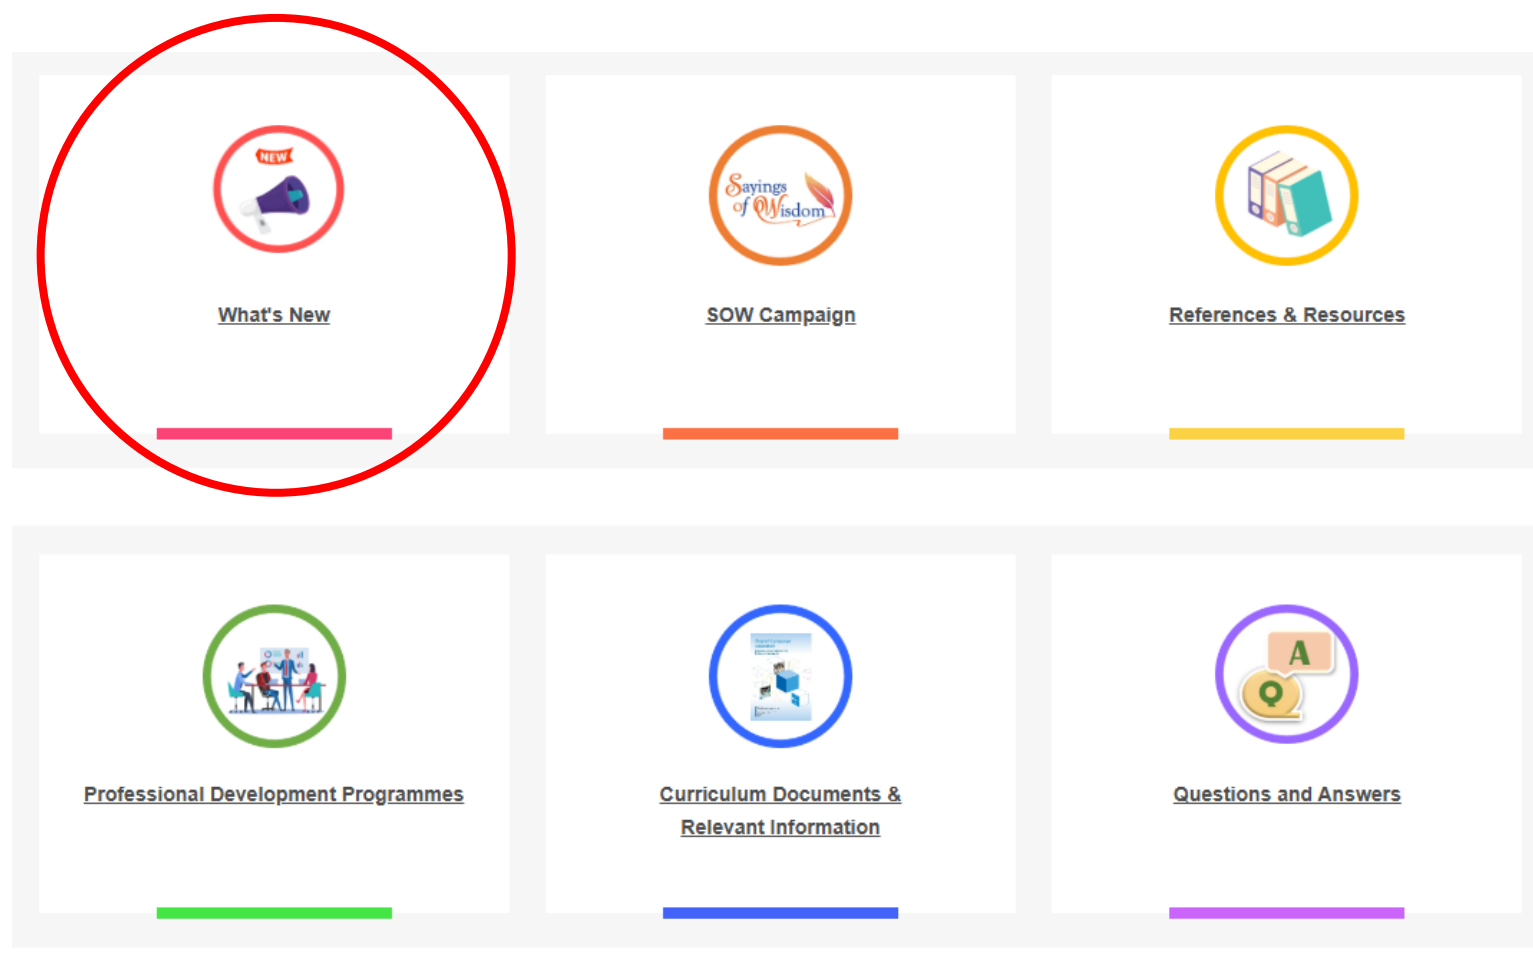 NEW
Sayings
of Wisdom
What's New
SOW Campaign
References & Resources
A
Q
Professional Development Programmes
Curriculum Documents &
Relevant Information
Questions and Answers